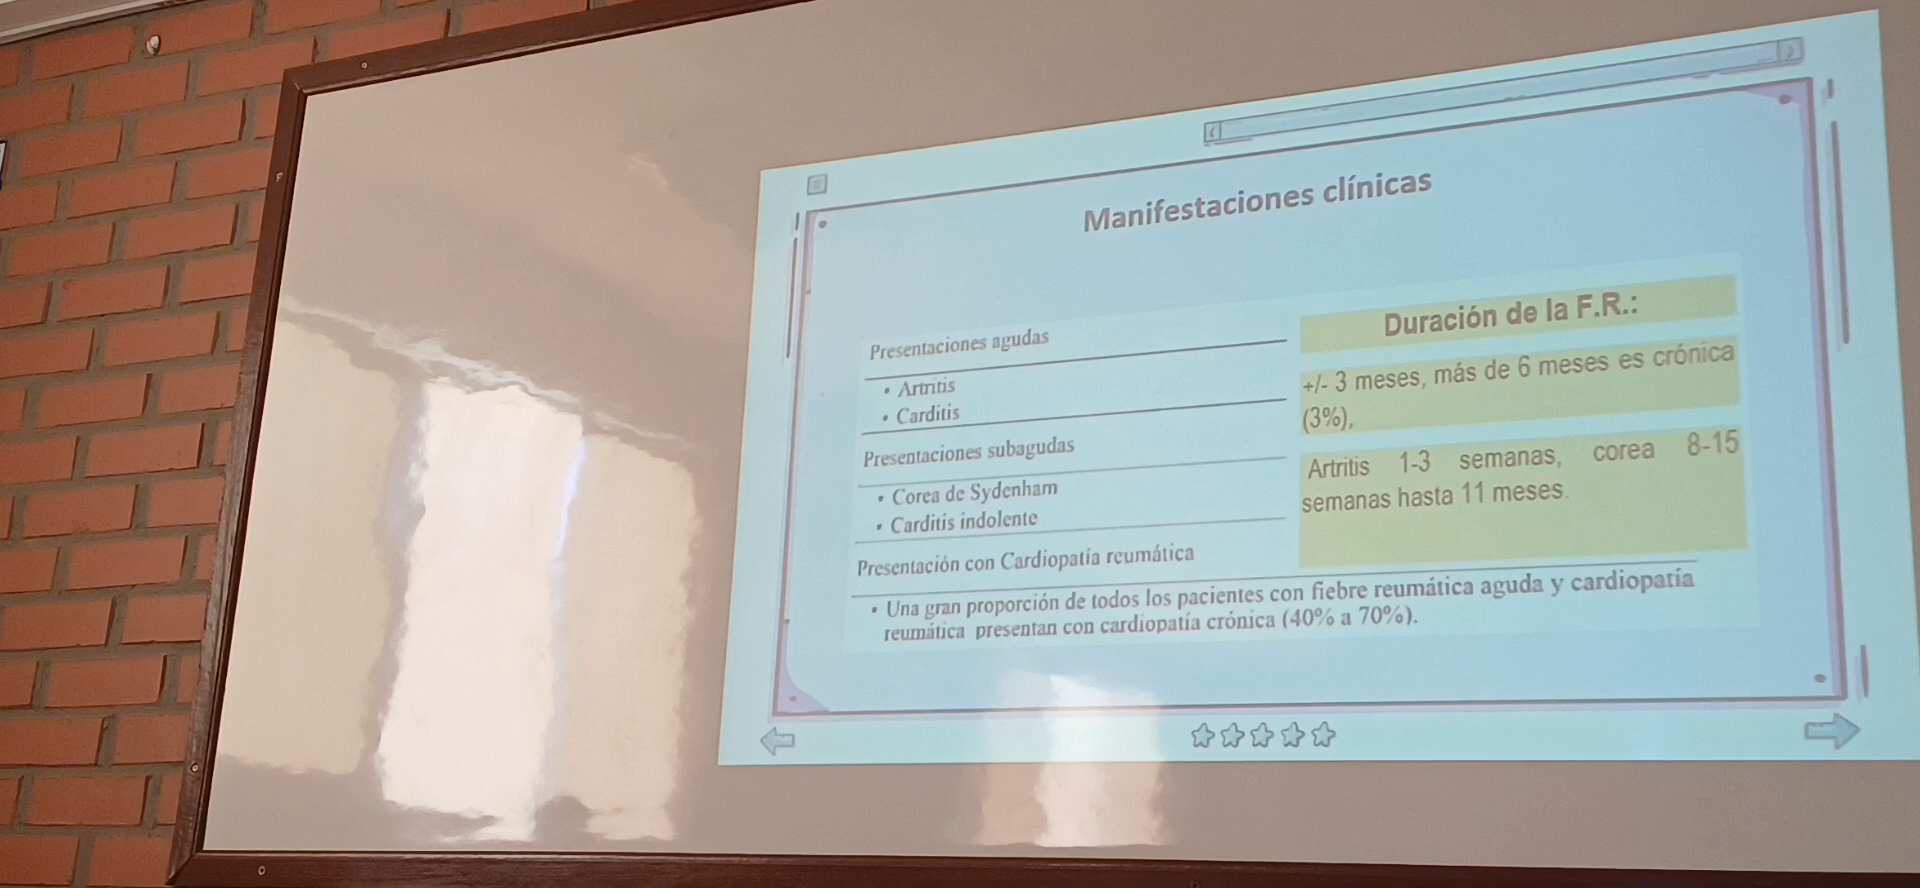 Manifestaciones clínicas
Presentaciones agudas
• Artritis
• Carditis
Presentaciones subagudas
• Corea de Sydenham
• Carditis indolente
Presentación con Cardiopatía reumática
• Una gran proporción de todos los pacientes con fiebre reumática aguda y cardiopatía
reumática presentan con cardiopatía crónica (40% a 70%).
Duración de la F.R.:
+/- 3 meses, más de 6 meses es crónica
(3%),
Artritis 1-3 semanas, corea 8-15
semanas hasta 11 meses.